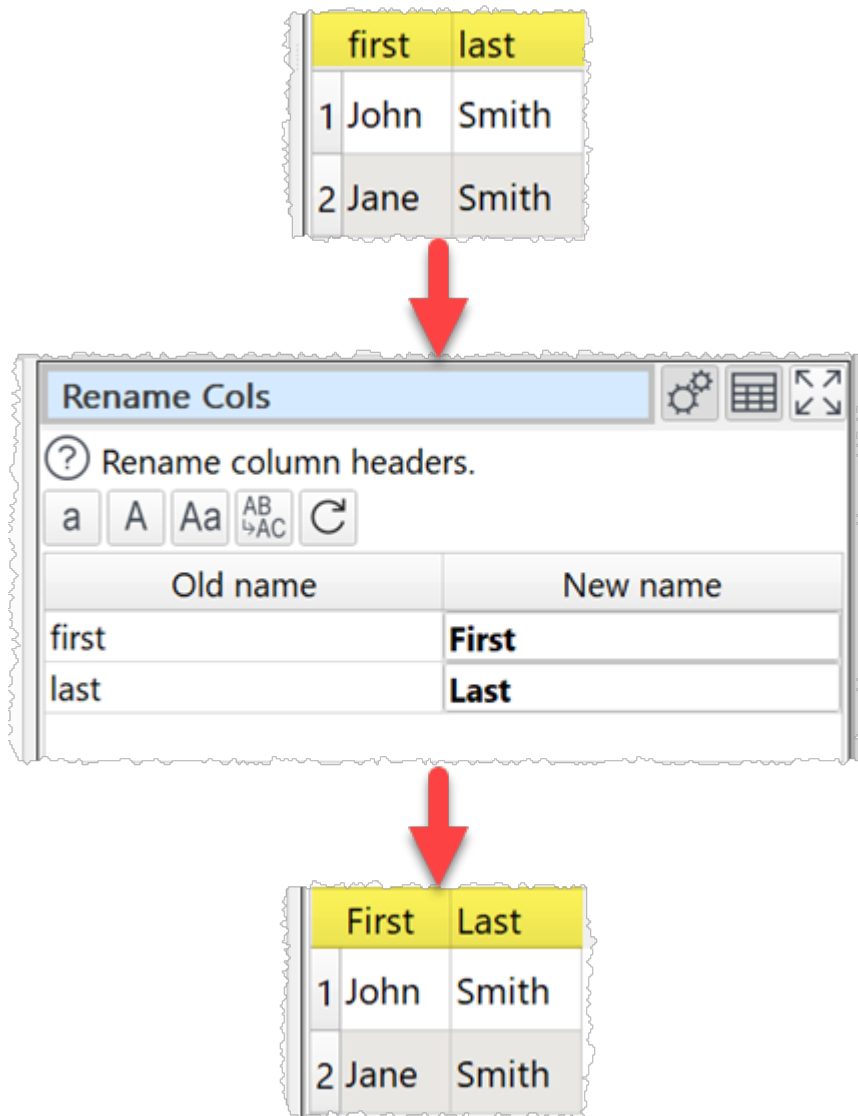 first last
1 John Smith
2 Jane Smith
Rename Cols
? Rename column headers.
a A Aa AB↳AC
Old name New name
first First
last Last
First Last
1 John Smith
2 Jane Smith